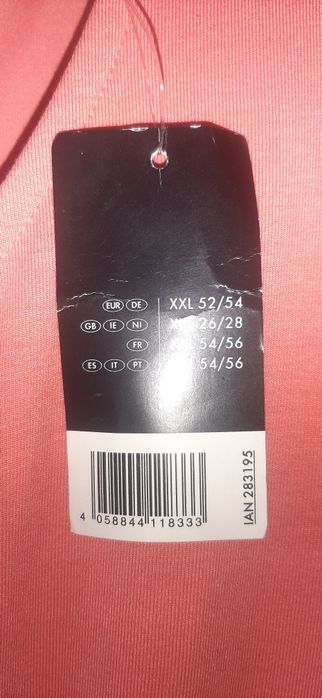 EUR DE XXL 52/54
GB IE NI 26/28
FR 54/56
ES IT PT 54/56
4 058844 118333
IAN 283195